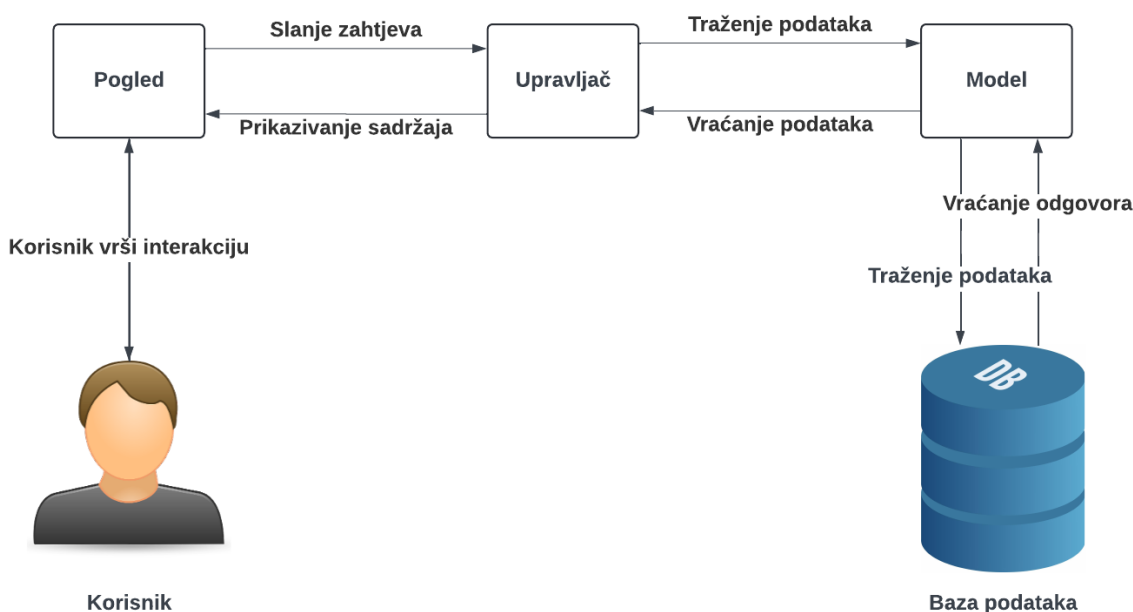 Slanje zahtjeva
Traženje podataka
Pogled
Upravljač
Model
Prikazivanje sadržaja
Vraćanje podataka
Vraćanje odgovora
Korisnik vrši interakciju
Traženje podataka
DB
Korisnik
Baza podataka